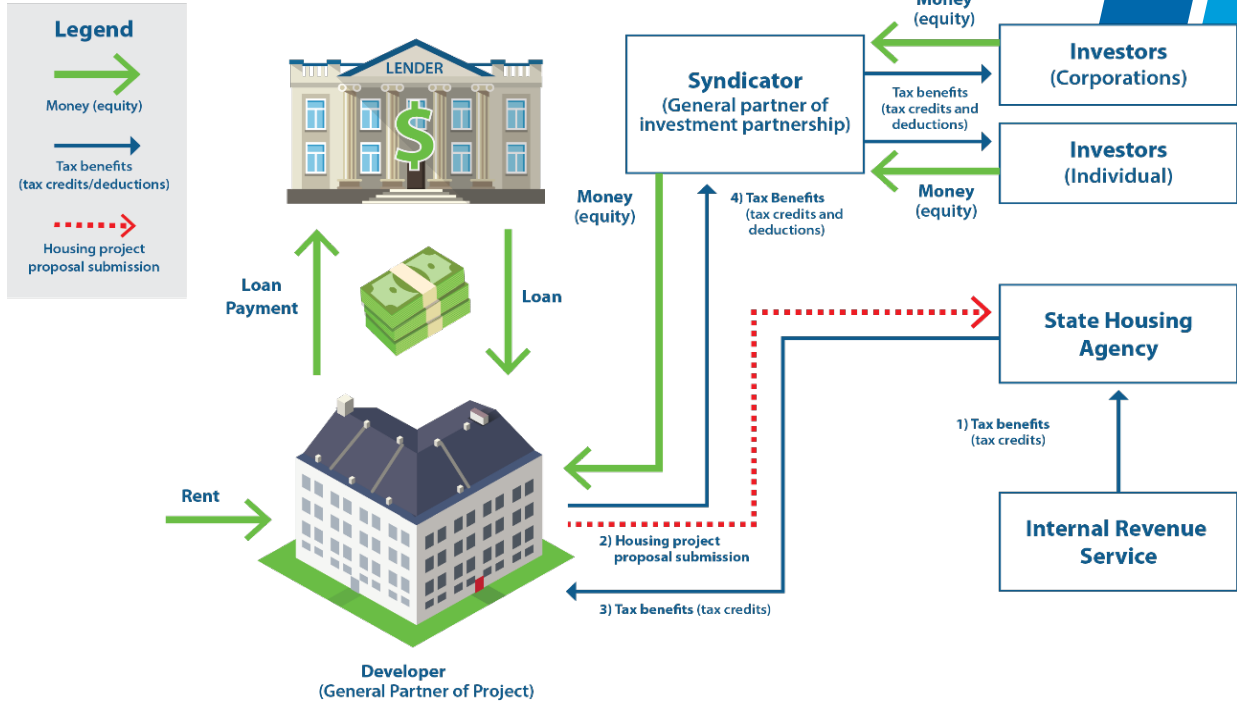 Legend
Money (equity)
Tax benefits
(tax credits/deductions)
Housing project
proposal submission
LENDER
$
Loan
Payment
Loan
Rent
Developer
(General Partner of Project)
Syndicator
(General partner of
investment partnership)
Money
(equity)
4) Tax Benefits
(tax credits and
deductions)
Money
(equity)
Tax benefits
(tax credits and
deductions)
Money
(equity)
Investors
(Corporations)
Investors
(Individual)
State Housing
Agency
1) Tax benefits
(tax credits)
Internal Revenue
Service
2) Housing project
proposal submission
3) Tax benefits (tax credits)